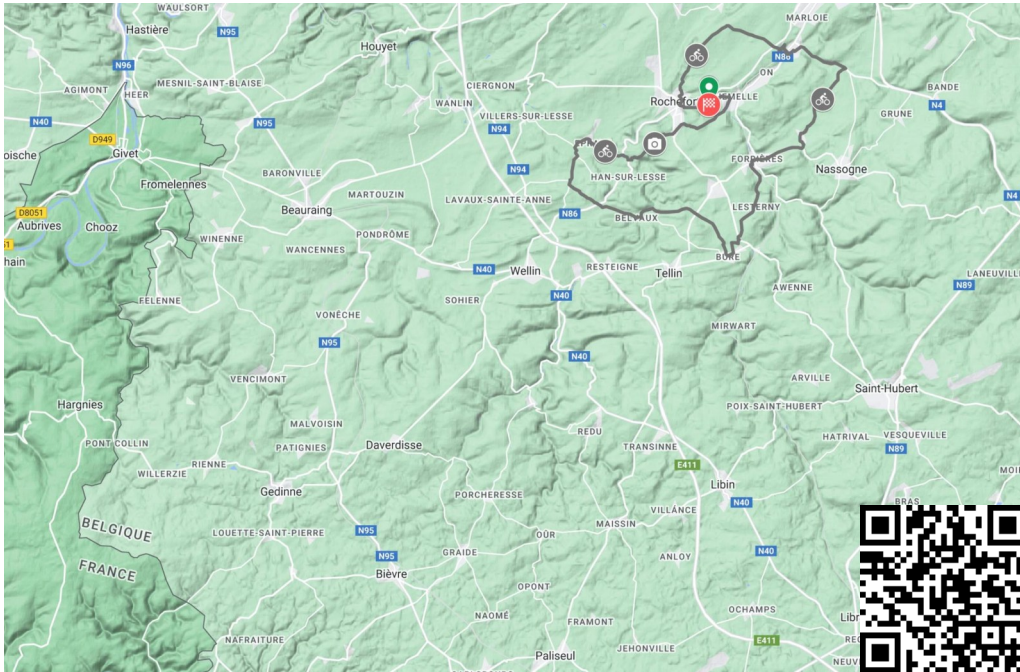 WAULSORT
Hastière
N95
MARLOIE
Houyet
N86
N96
MESNIL-SAINT-BLAISE
CIERGNON
ON
AGIMONT
HEER
WANLIN
BANDE
N4
N40
N95
VILLERS-SUR-LESSE
GRUNE
D949
N94
Givet
FORRIÈRES
Nassogne
Fromelennes
BARONVILLE
N94
HAN-SUR-LESSE
MARTOUZIN
LAVAUX-SAINTE-ANNE
N4
D8051
Beauraing
N86
LESTERNY
Aubrives
Chooz
BELVAUX
WINENNE
PONDRÔME
WANCENNES
BURE
N40
Wellin
RESTEIGNE
Tellin
LANEUVILLE
N89
AWENNE
FELENNE
SOHIER
N40
VONÊCHE
MIRWART
N95
N40
VENCIMONT
ARVILLE
Saint-Hubert
Hargnies
POIX-SAINT-HUBERT
MALVOISIN
REDU
PONT COLLIN
PATIGNIES
Daverdisse
TRANSINNE
HATRIVAL
VESQUEVILLE
N89
RIENNE
WILLERZIE
E411
Libin
Gedinne
PORCHERESSE
N40
BRAS
VILLANCE
BELGIQUE
MAISSIN
LOUETTE-SAINT-PIERRE
N95
OUR
FRANCE
N95
GRAIDE
ANLOY
N40
Bièvre
OPONT
OCHAMPS
NAOMÉ
FRAMONT
NAFRAITURE
E411
JEHONVILLE
Paliseul